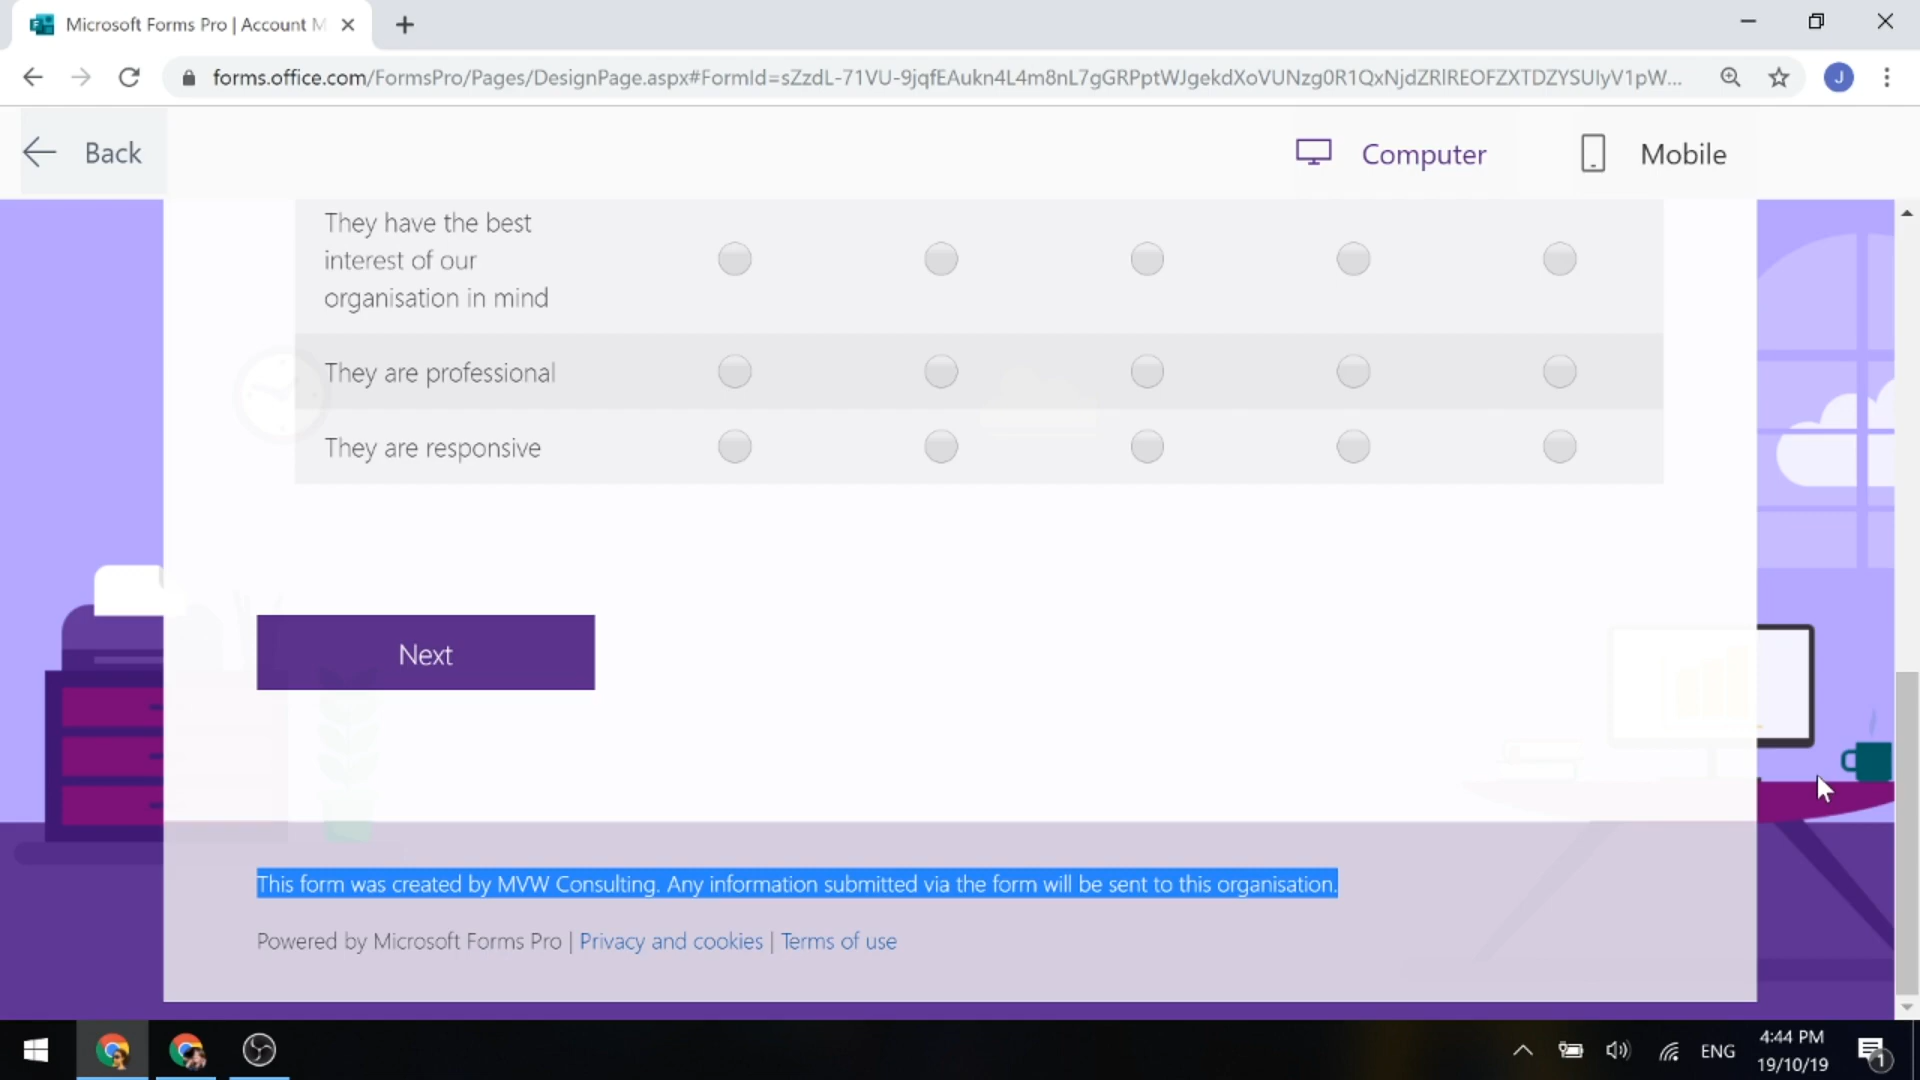 Microsoft Forms Pro | Account M
forms.office.com/FormsPro/Pages/DesignPage.aspx#FormId=sZzdL-71VU-9jqfEAukn4L4m8nL7gGRPptWJgekdXoVUNzg0R1QxNjdZRlREOFZXTDZYSUIyV1pW...
J
Back
Computer
Mobile
They have the best
interest of our
organisation in mind
They are professional
They are responsive
Next
This form was created by MVW Consulting. Any information submitted via the form will be sent to this organisation.
Powered by Microsoft Forms Pro | Privacy and cookies | Terms of use
ENG
4:44 PM
19/10/19
1